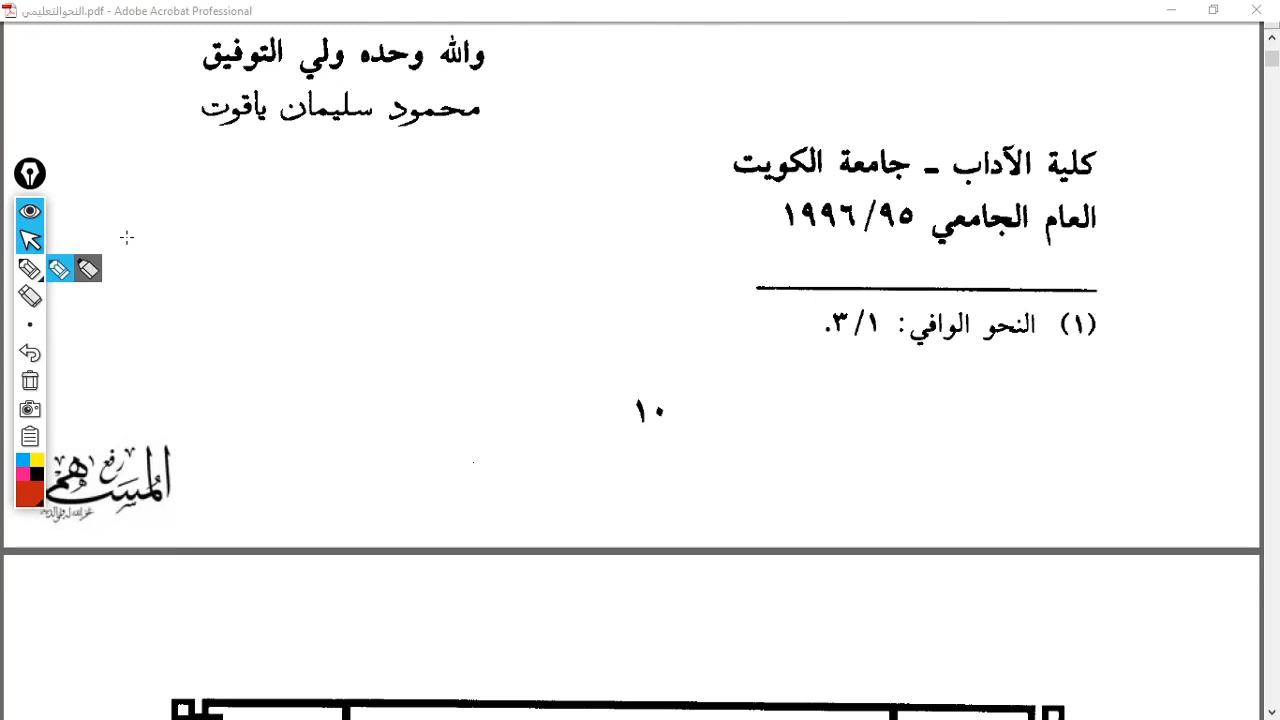 النحوالتعليمي.pdf - Adobe Acrobat Professional
والله وحده ولي التوفيق
محمود سليمان ياقوت
كلية الآداب ـ جامعة الكويت
العام الجامعي ٩٥/ ١٩٩٦
(١) النحو الوافي: ١/ ٣.
١٠
رفع